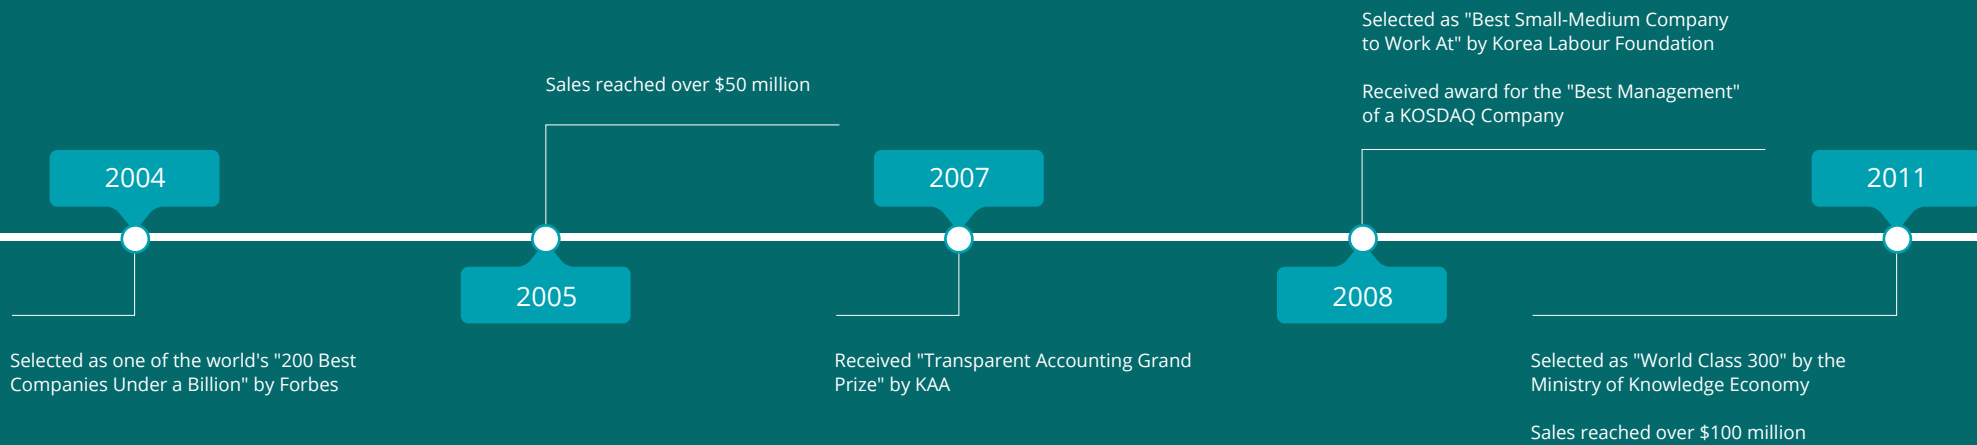 2004
Selected as one of the world's "200 Best
Companies Under a Billion" by Forbes
Sales reached over $50 million
2005
2007
Received "Transparent Accounting Grand
Prize" by KAA
Selected as "Best Small-Medium Company
to Work At" by Korea Labour Foundation
Received award for the "Best Management"
of a KOSDAQ Company
2008
2011
Selected as "World Class 300" by the
Ministry of Knowledge Economy
Sales reached over $100 million